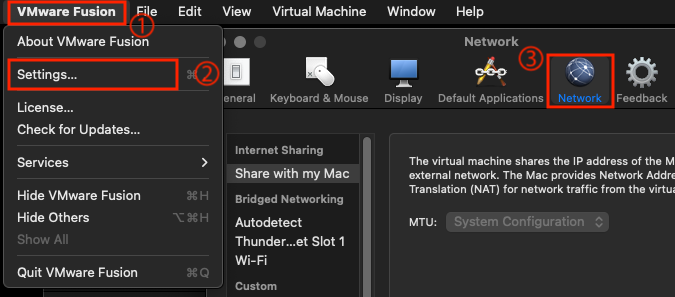 VMware Fusion File Edit View Virtual Machine Window Help
①
About VMware Fusion
Settings... ⌘
②
License...
Check for Updates...
Services
Hide VMware Fusion ⌘H
Hide Others ⌥⌘H
Show All
Quit VMware Fusion ⌘Q
Network
③
eneral Keyboard & Mouse Display Default Applications Network Feedback
Internet Sharing
Share with my Mac
Bridged Networking
Autodetect
Thunder...et Slot 1
Wi-Fi
Custom
The virtual machine shares the IP address of the M
external network. The Mac provides Network Addre
Translation (NAT) for network traffic from the virtua
MTU: System Configuration